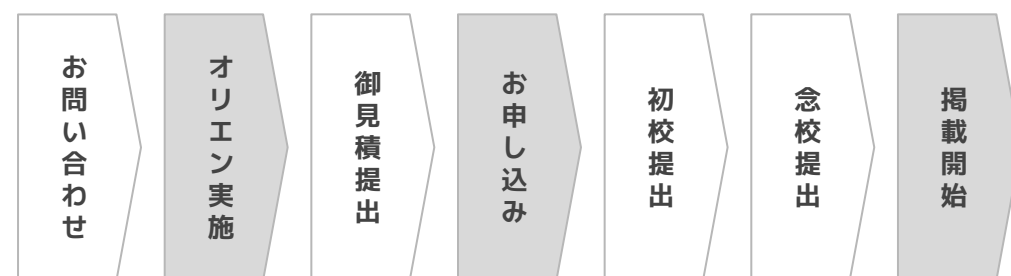 お問い合わせ
オリエン実施
御見積提出
お申し込み
初校提出
念校提出
掲載開始